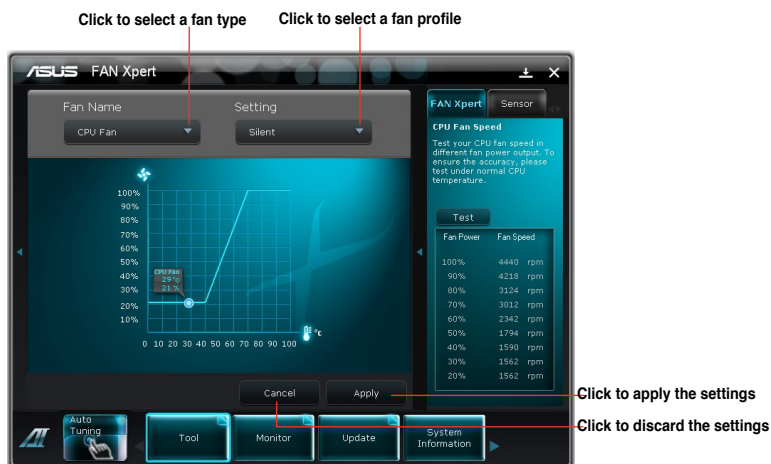 Click to select a fan type
Click to select a fan profile
ASUS FAN Xpert
Fan Name
Setting
CPU Fan
Silent
100%
90%
80%
70%
60%
50%
40%
30%
20%
10%
CPU Fan
29°c
21 %
0 10 20 30 40 50 60 70 80 90 100
°c
Cancel
Apply
FAN Xpert
Sensor
CPU Fan Speed
Test your CPU fan speed in
different fan power output. To
ensure the accuracy, please
test under normal CPU
temperature.
Test
Fan Power Fan Speed
100% 4440 rpm
90% 4218 rpm
80% 3124 rpm
70% 3012 rpm
60% 2342 rpm
50% 1794 rpm
40% 1590 rpm
30% 1562 rpm
20% 1562 rpm
Click to apply the settings
Click to discard the settings
AI
Auto
Tuning
Tool
Monitor
Update
System
Information